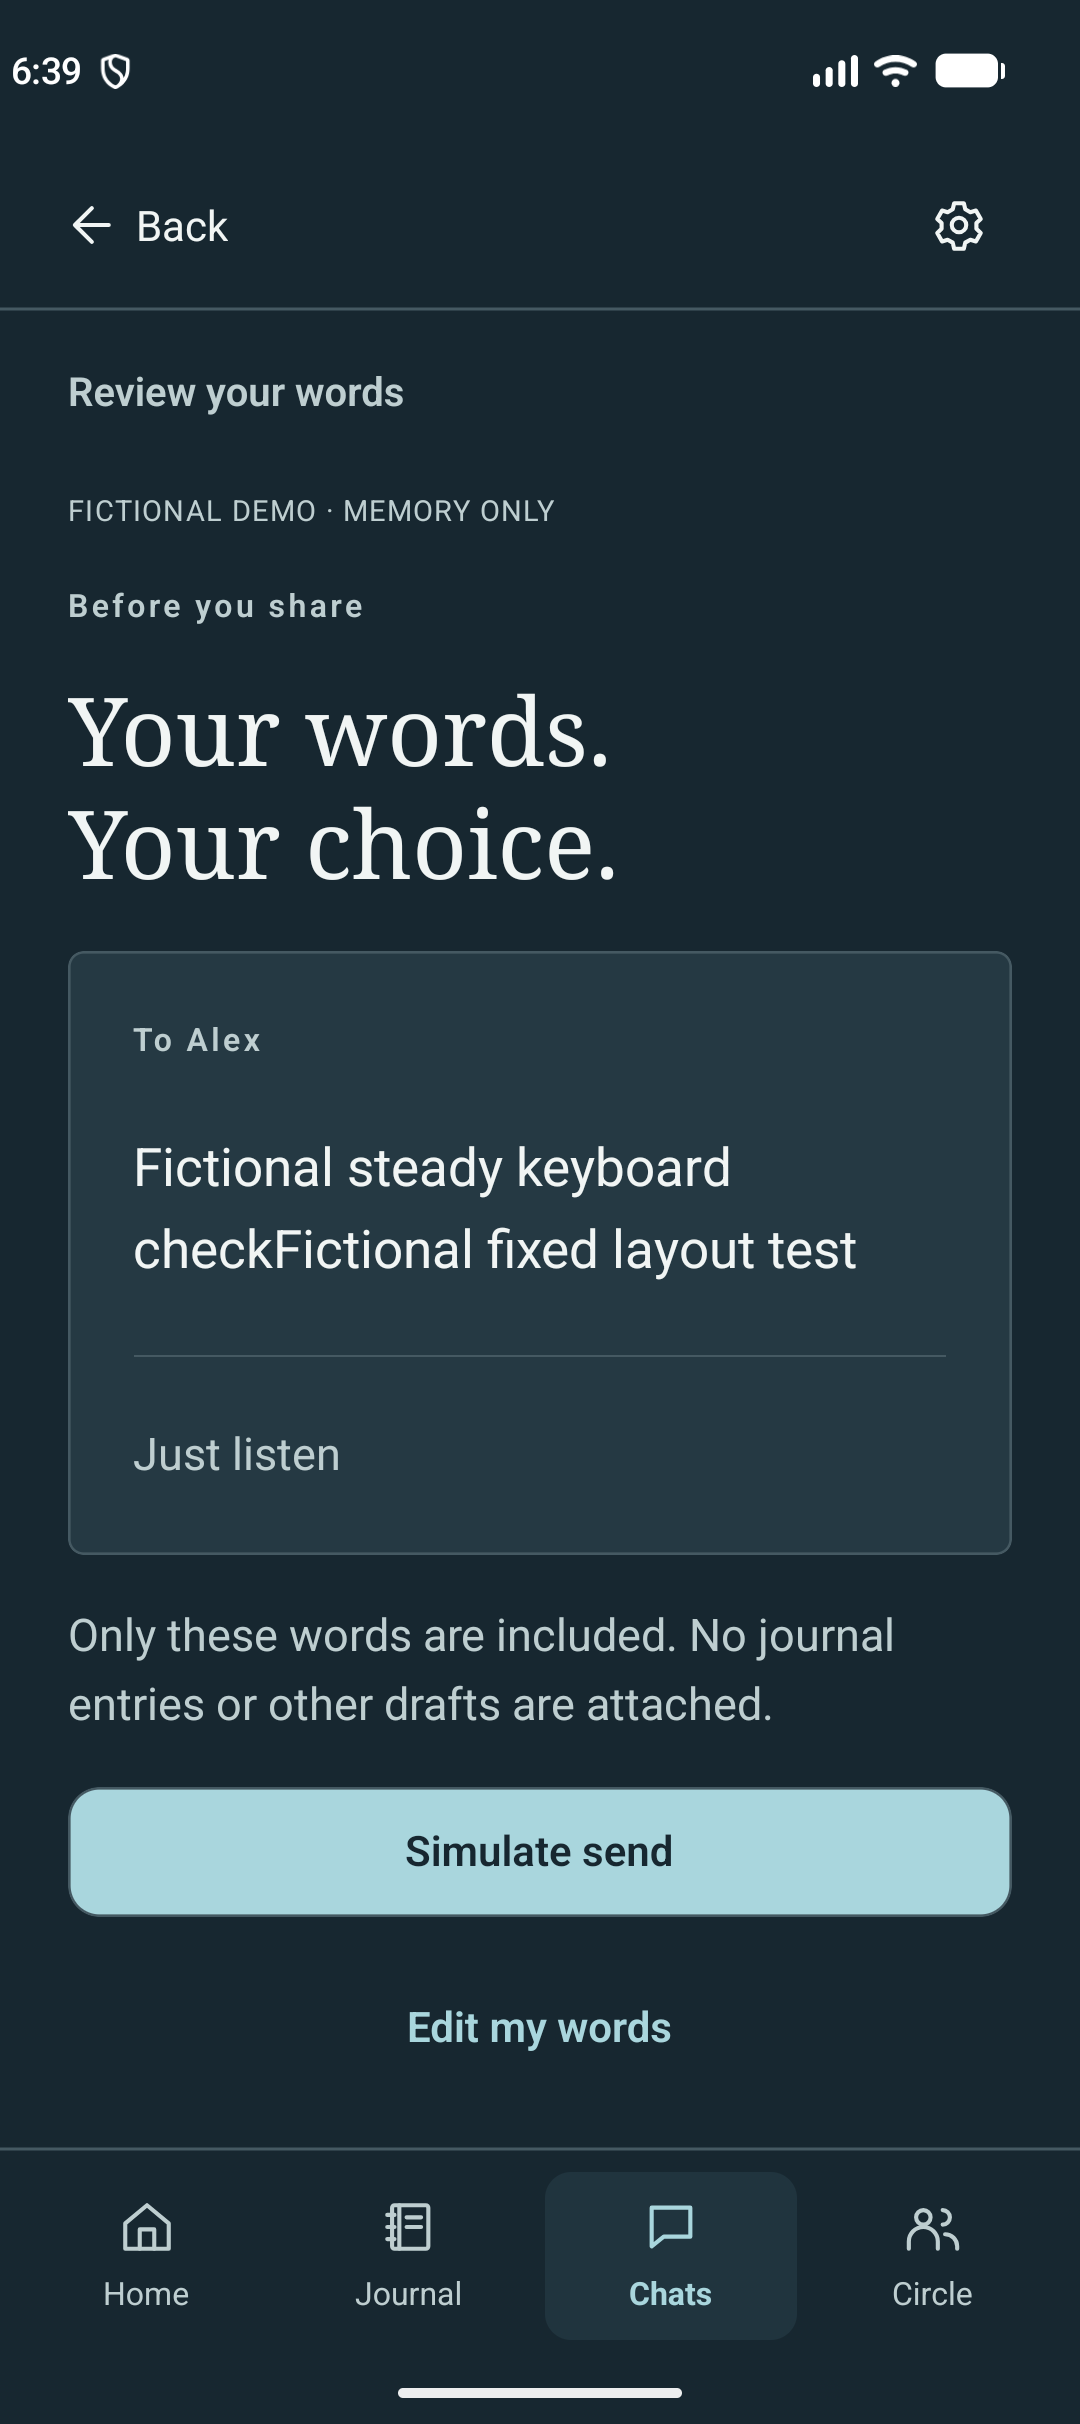 6:39
Back
Review your words
FICTIONAL DEMO · MEMORY ONLY
Before you share
Your words.
Your choice.
To Alex
Fictional steady keyboard
checkFictional fixed layout test
Just listen
Only these words are included. No journal
entries or other drafts are attached.
Simulate send
Edit my words
Home
Journal
Chats
Circle